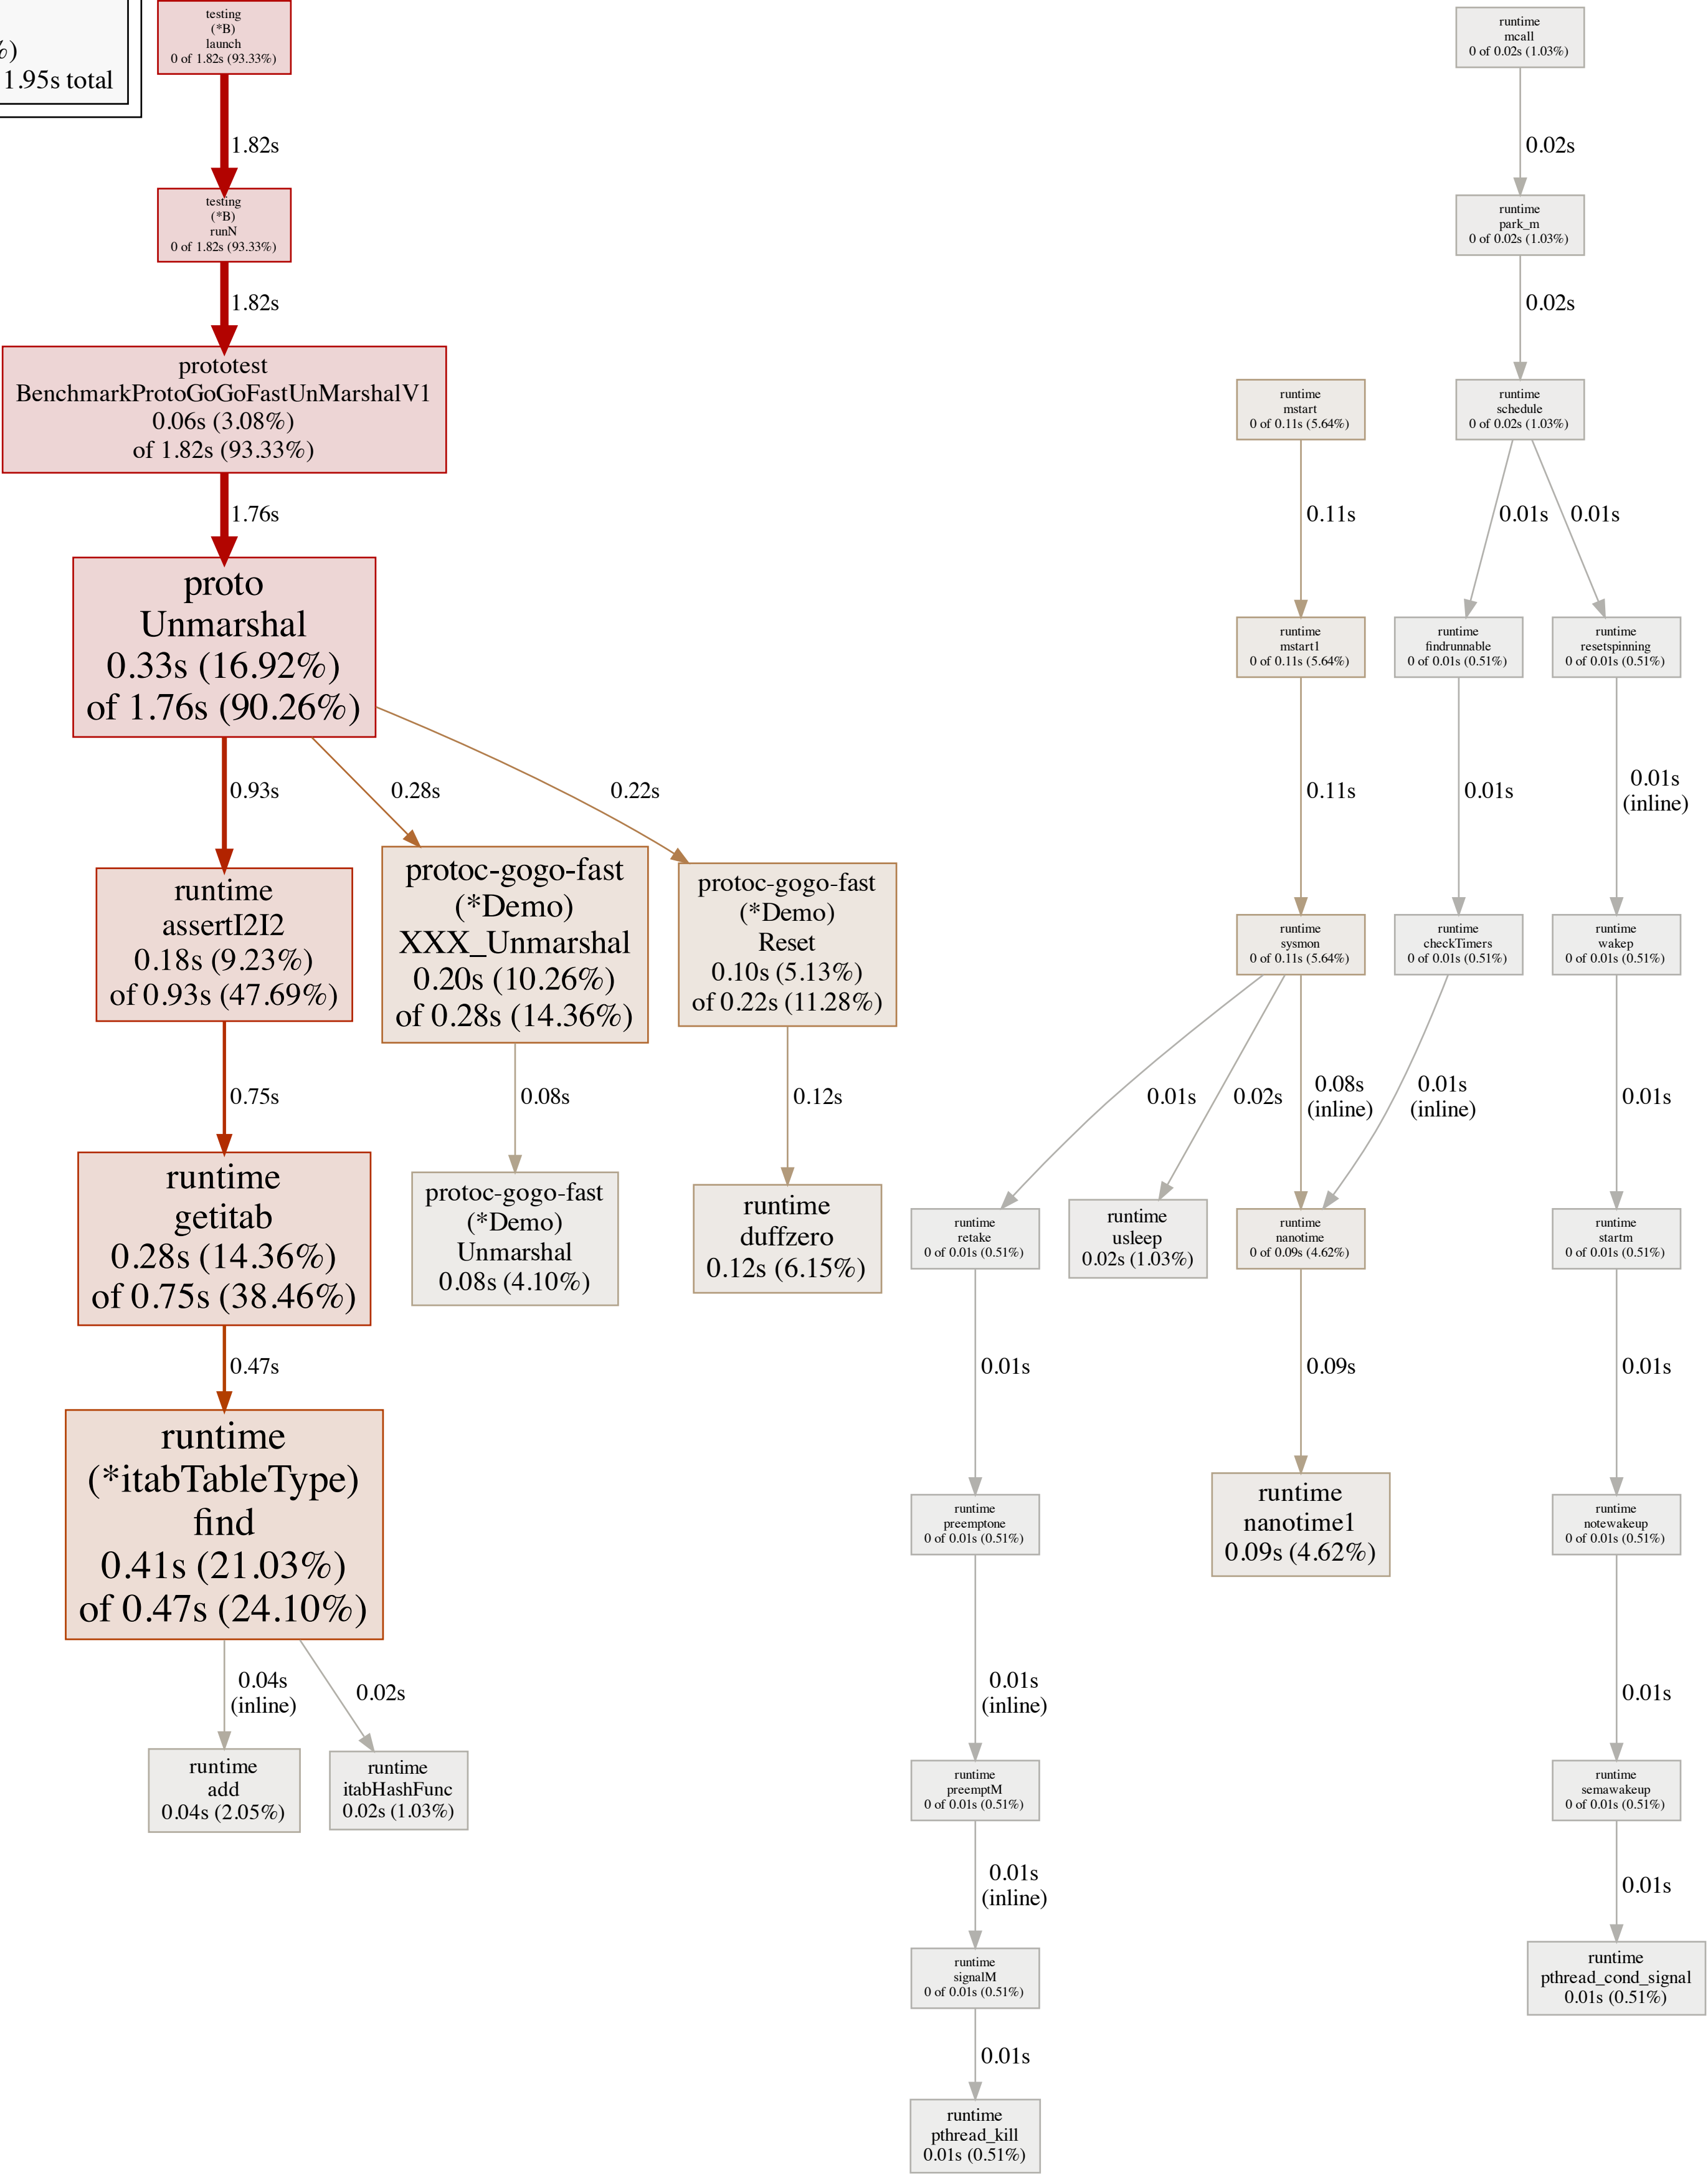 %)
1.95s total
testing
(*B)
launch
0 of 1.82s (93.33%)
1.82s
testing
(*B)
runN
0 of 1.82s (93.33%)
1.82s
prototest
BenchmarkProtoGoGoFastUnMarshalV1
0.06s (3.08%)
of 1.82s (93.33%)
1.76s
proto
Unmarshal
0.33s (16.92%)
of 1.76s (90.26%)
0.93s
0.28s
0.22s
runtime
assertI2I2
0.18s (9.23%)
of 0.93s (47.69%)
protoc-gogo-fast
(*Demo)
XXX_Unmarshal
0.20s (10.26%)
of 0.28s (14.36%)
protoc-gogo-fast
(*Demo)
Reset
0.10s (5.13%)
of 0.22s (11.28%)
0.75s
0.08s
0.12s
runtime
getitab
0.28s (14.36%)
of 0.75s (38.46%)
protoc-gogo-fast
(*Demo)
Unmarshal
0.08s (4.10%)
runtime
duffzero
0.12s (6.15%)
0.47s
runtime
(*itabTableType)
find
0.41s (21.03%)
of 0.47s (24.10%)
0.04s
(inline)
0.02s
runtime
add
0.04s (2.05%)
runtime
itabHashFunc
0.02s (1.03%)
runtime
mcall
0 of 0.02s (1.03%)
0.02s
runtime
park_m
0 of 0.02s (1.03%)
0.02s
runtime
mstart
0 of 0.11s (5.64%)
runtime
schedule
0 of 0.02s (1.03%)
0.11s
0.01s
0.01s
runtime
mstart1
0 of 0.11s (5.64%)
runtime
findrunnable
0 of 0.01s (0.51%)
runtime
resetspinning
0 of 0.01s (0.51%)
0.11s
0.01s
0.01s
(inline)
runtime
sysmon
0 of 0.11s (5.64%)
runtime
checkTimers
0 of 0.01s (0.51%)
runtime
wakep
0 of 0.01s (0.51%)
0.01s
0.02s
0.08s
(inline)
0.01s
(inline)
0.01s
runtime
retake
0 of 0.01s (0.51%)
runtime
usleep
0.02s (1.03%)
runtime
nanotime
0 of 0.09s (4.62%)
runtime
startm
0 of 0.01s (0.51%)
0.01s
0.09s
0.01s
runtime
preemptone
0 of 0.01s (0.51%)
runtime
nanotime1
0.09s (4.62%)
runtime
notewakeup
0 of 0.01s (0.51%)
0.01s
(inline)
0.01s
runtime
preemptM
0 of 0.01s (0.51%)
runtime
semawakeup
0 of 0.01s (0.51%)
0.01s
(inline)
0.01s
runtime
signalM
0 of 0.01s (0.51%)
runtime
pthread_cond_signal
0.01s (0.51%)
0.01s
runtime
pthread_kill
0.01s (0.51%)